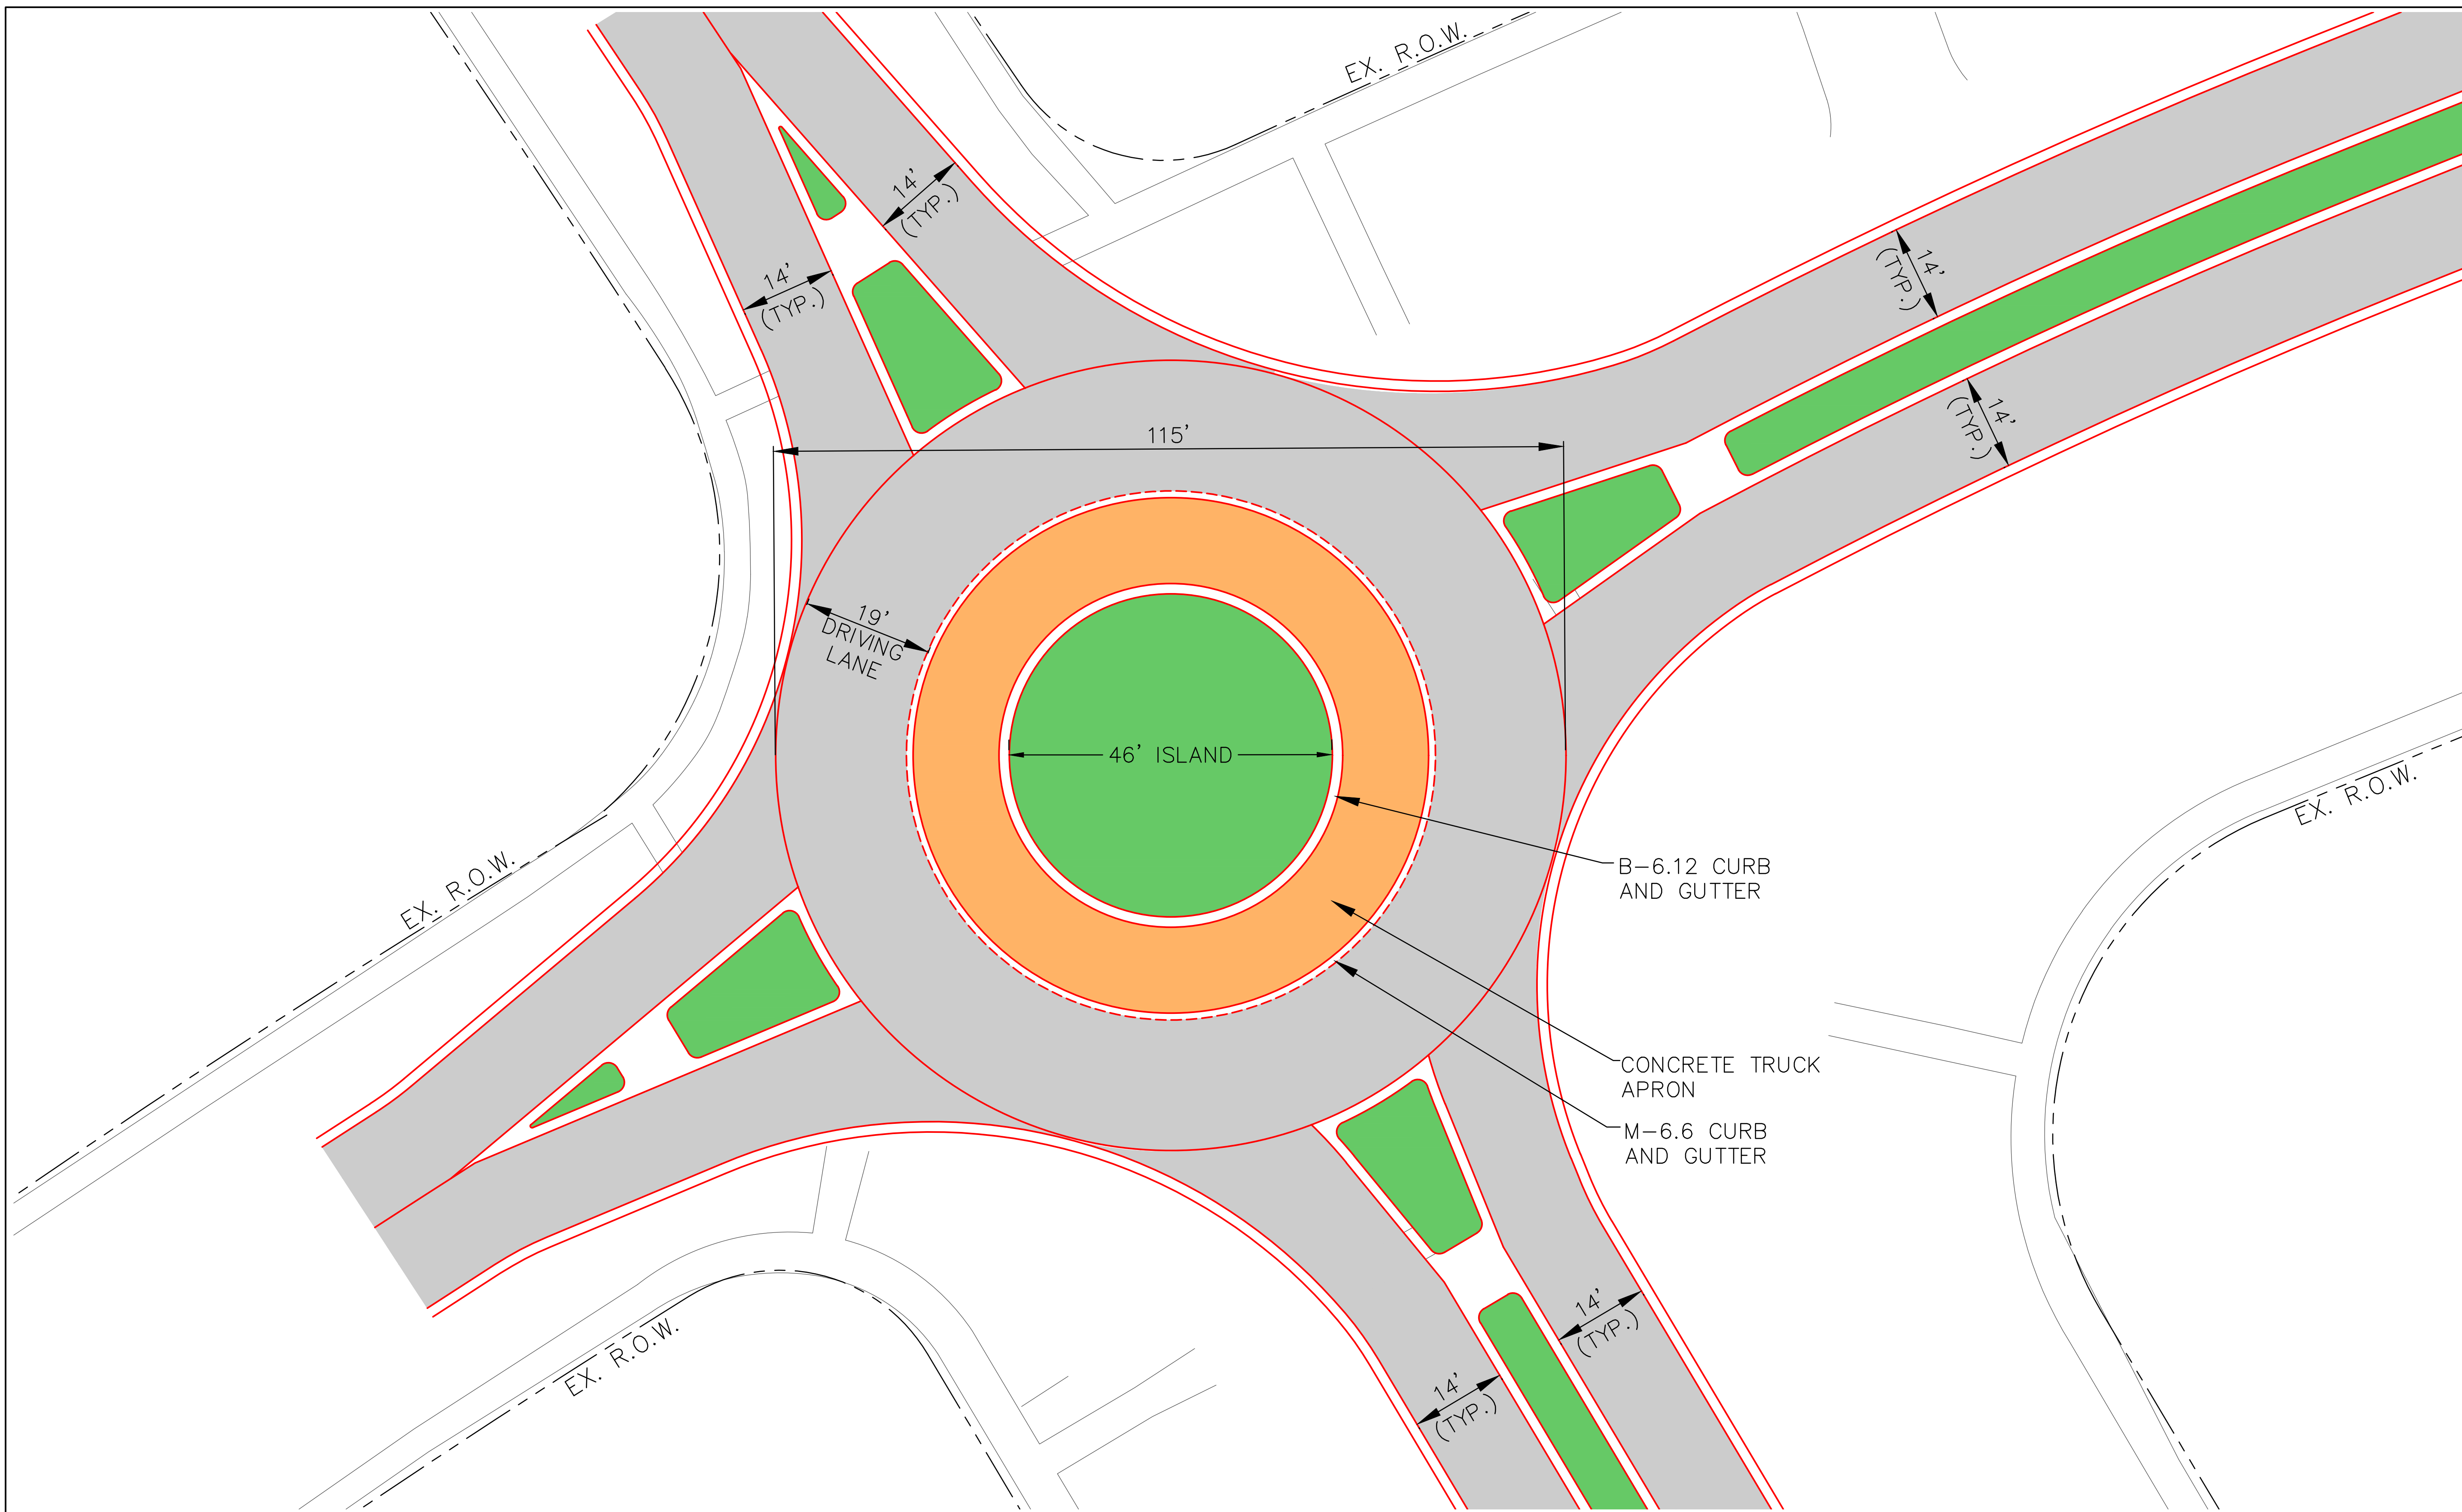 EX. R.O.W.
14'
(TYP.)
14'
(TYP.)
14'
(TYP.)
14'
(TYP.)
115'
19'
DRIVING
LANE
46' ISLAND
EX. R.O.W.
B-6.12 CURB
AND GUTTER
EX. R.O.W.
CONCRETE TRUCK
APRON
M-6.6 CURB
AND GUTTER
EX. R.O.W.
14'
(TYP.)
14'
(TYP.)